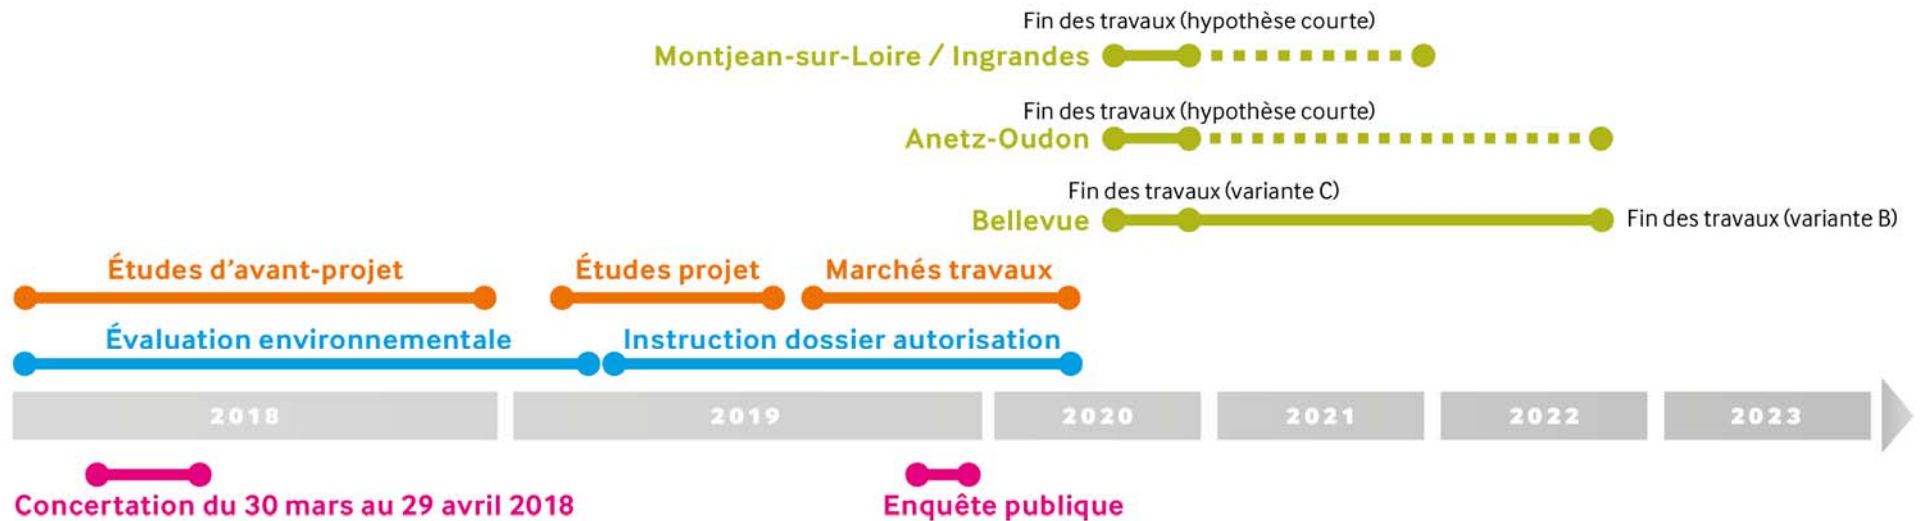 Fin des travaux (hypothèse courte)
Montjean-sur-Loire / Ingrandes
Fin des travaux (hypothèse courte)
Anetz-Oudon
Fin des travaux (variante C)
Bellevue
Fin des travaux (variante B)
Études d'avant-projet
Études projet
Marchés travaux
Évaluation environnementale
Instruction dossier autorisation
2018
2019
2020
2021
2022
2023
Concertation du 30 mars au 29 avril 2018
Enquête publique